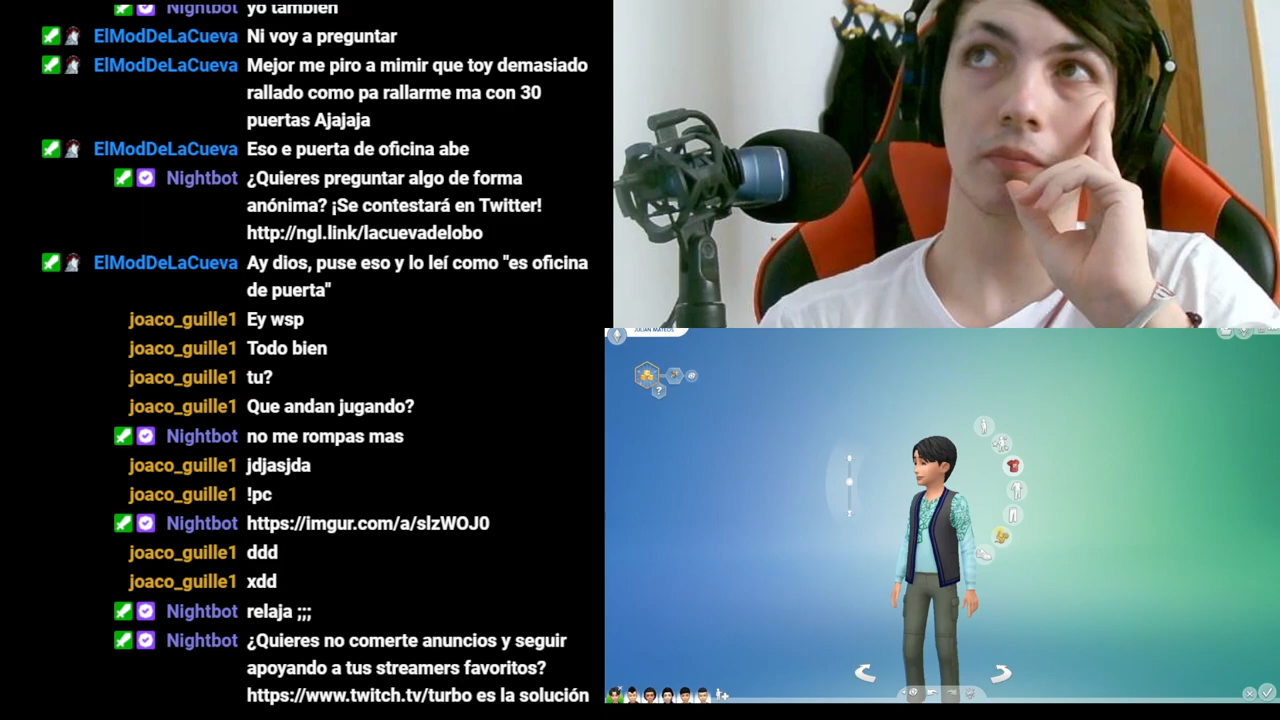 Nightbot yo también
ElModDeLaCueva Ni voy a preguntar
ElModDeLaCueva Mejor me piro a mimir que toy demasiado
rallado como pa rallarme ma con 30
puertas Ajajaja
ElModDeLaCueva Eso e puerta de oficina abe
Nightbot ¿Quieres preguntar algo de forma
anónima? ¡Se contestará en Twitter!
http://ngl.link/lacuevadelobo
ElModDeLaCueva Ay dios, puse eso y lo leí como "es oficina
de puerta"
joaco_guille1 Ey wsp
joaco_guille1 Todo bien
joaco_guille1 tu?
joaco_guille1 Que andan jugando?
Nightbot no me rompas mas
joaco_guille1 jdjasjda
joaco_guille1 !pc
Nightbot https://imgur.com/a/slzWOJ0
joaco_guille1 ddd
joaco_guille1 xdd
Nightbot relaja ;;;
Nightbot ¿Quieres no comerte anuncios y seguir
apoyando a tus streamers favoritos?
https://www.twitch.tv/turbo es la solución
JULIAN MATEOS
?